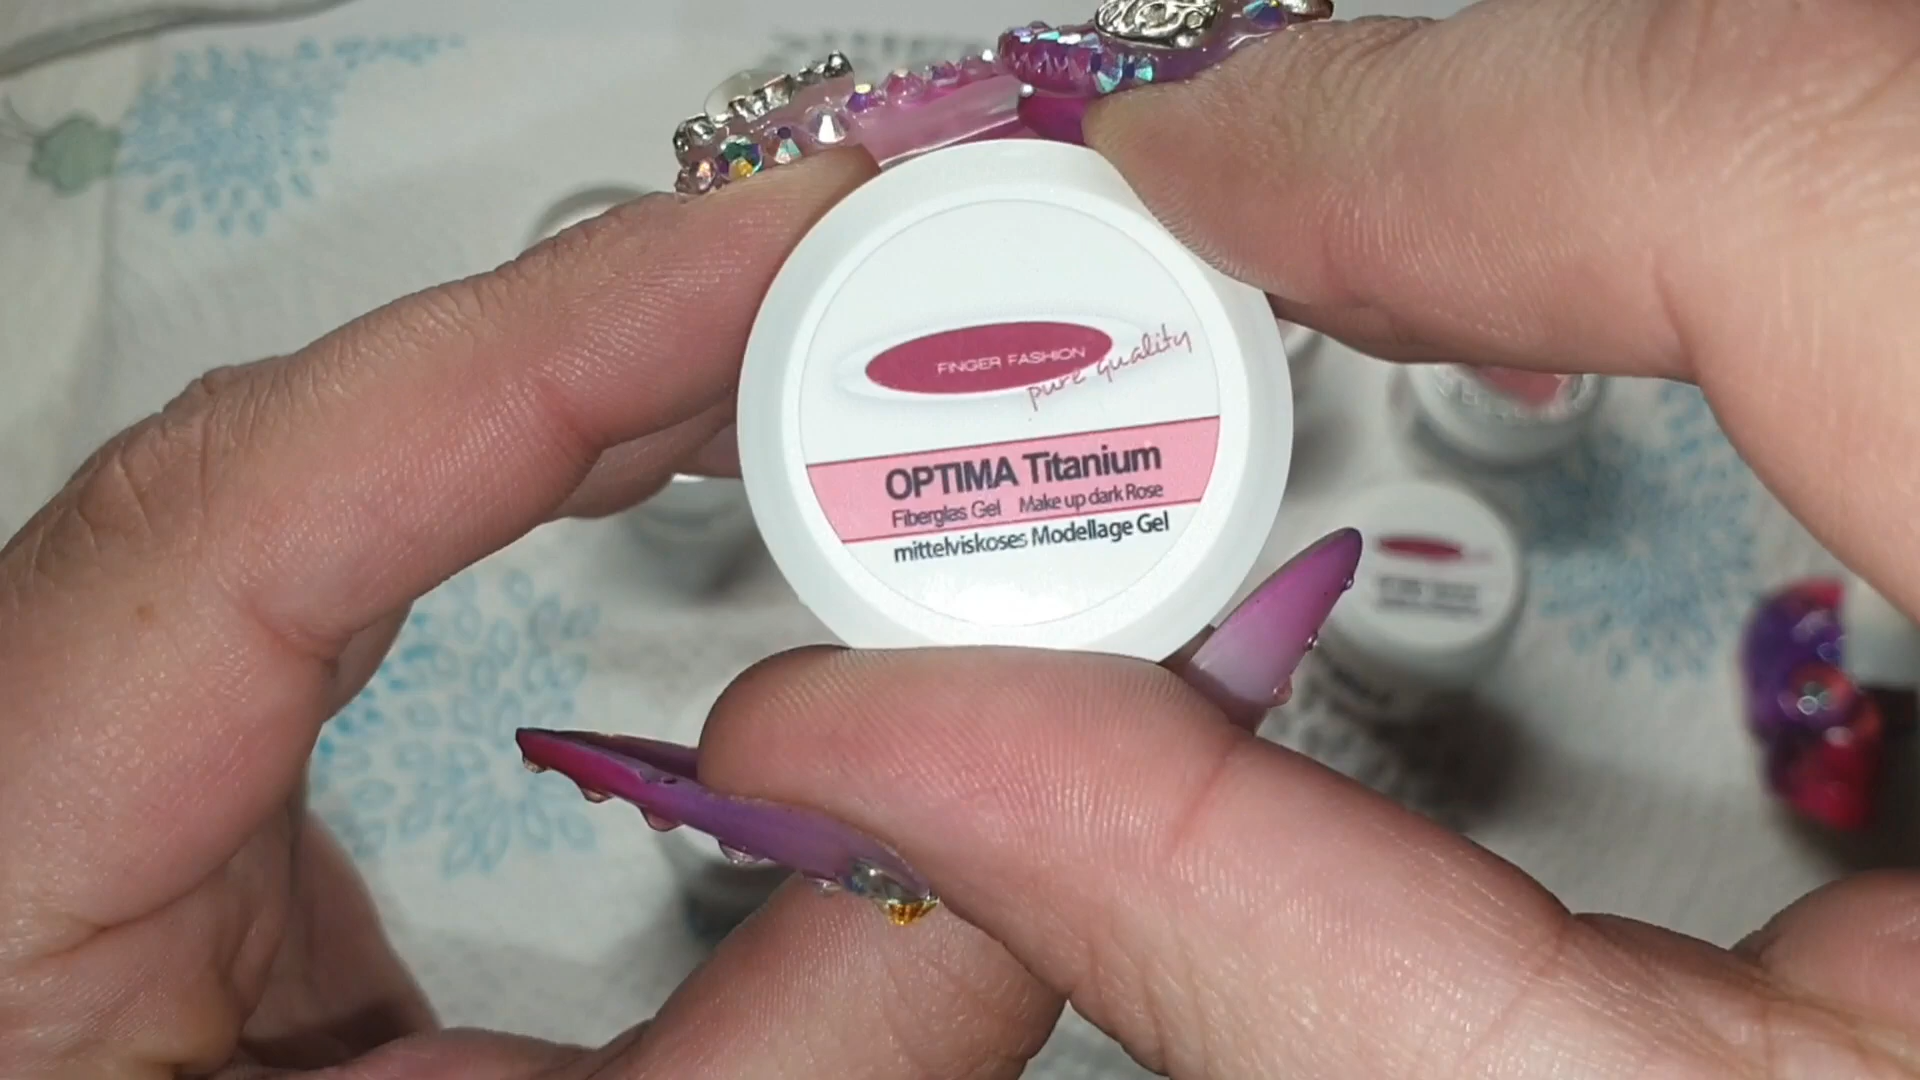 FINGER FASHION
pure quality
OPTIMA Titanium
Fiberglas Gel Make up dark Rose
mittelviskoses Modellage Gel